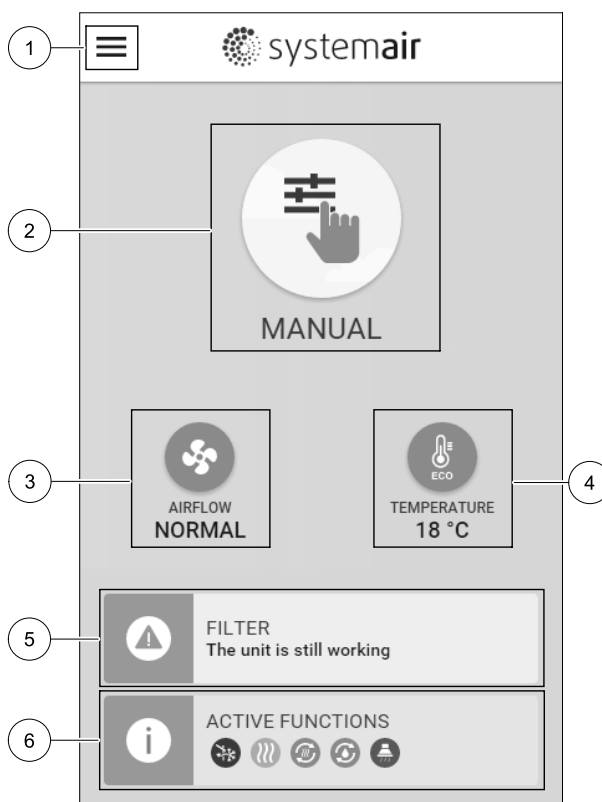 1
systemair
2
MANUAL
3
AIRFLOW
NORMAL
ECO
TEMPERATURE
18 °C
4
5
FILTER
The unit is still working
6
i
ACTIVE FUNCTIONS